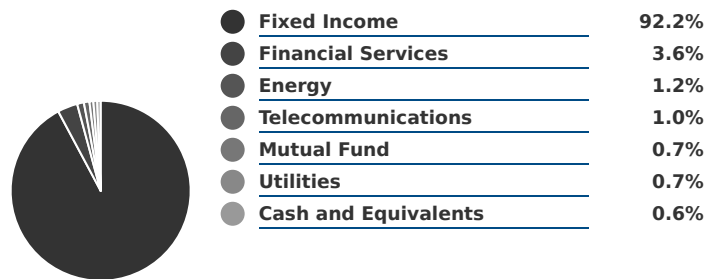 Fixed Income 92.2%
Financial Services 3.6%
Energy 1.2%
Telecommunications 1.0%
Mutual Fund 0.7%
Utilities 0.7%
Cash and Equivalents 0.6%